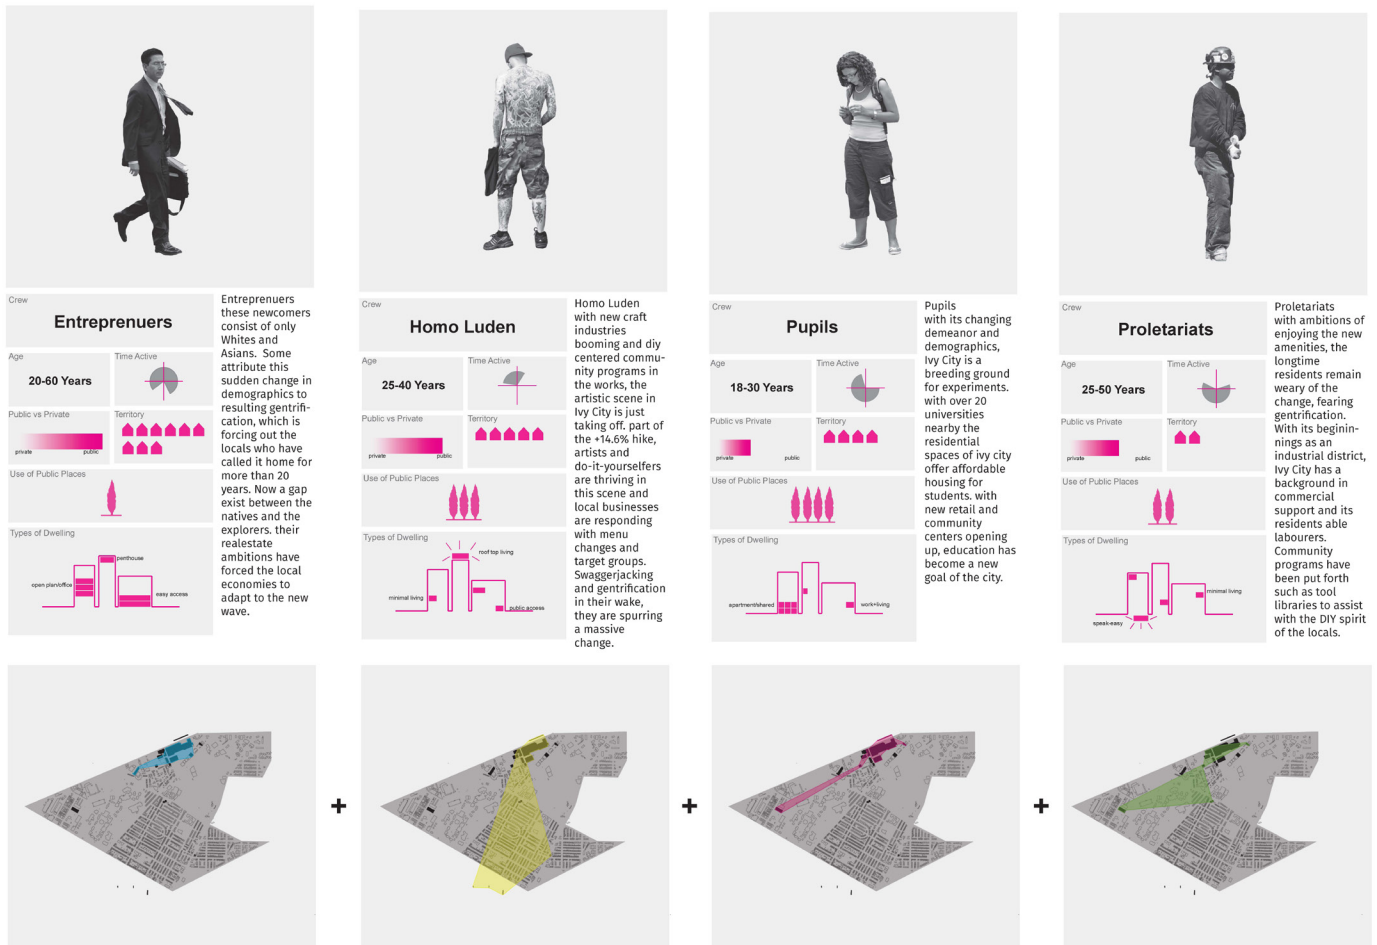 Crew
Entreprenuers
Age
20-60 Years
Time Active
Public vs Private
private
public
Territory
Use of Public Places
Types of Dwelling
penthouse
open plan/office
easy access
Entreprenuers
these newcomers
consist of only
Whites and
Asians. Some
attribute this
sudden change in
demographics to
resulting gentrifi-
cation, which is
forcing out the
locals who have
called it home for
more than 20
years. Now a gap
exist between the
natives and the
explorers. their
realestate
ambitions have
forced the local
economies to
adapt to the new
wave.
Crew
Homo Luden
Age
25-40 Years
Time Active
Public vs Private
private
public
Territory
Use of Public Places
Types of Dwelling
roof top living
minimal living
public access
Homo Luden
with new craft
industries
booming and diy
centered commu-
nity programs in
the works, the
artistic scene in
Ivy City is just
taking off. part of
the +14.6% hike,
artists and
do-it-yourselfers
are thriving in
this scene and
local businesses
are responding
with menu
changes and
target groups.
Swaggerjacking
and gentrification
in their wake,
they are spurring
a massive
change.
Crew
Pupils
Age
18-30 Years
Time Active
Public vs Private
private
public
Territory
Use of Public Places
Types of Dwelling
apartment/shared
work+living
Pupils
with its changing
demeanor and
demographics,
Ivy City is a
breeding ground
for experiments.
with over 20
universities
nearby the
residential
spaces of ivy city
offer affordable
housing for
students. with
new retail and
community
centers opening
up, education has
become a new
goal of the city.
Crew
Proletariats
Age
25-50 Years
Time Active
Public vs Private
private
public
Territory
Use of Public Places
Types of Dwelling
minimal living
speak-easy
Proletariats
with ambitions of
enjoying the new
amenities, the
longtime
residents remain
weary of the
change, fearing
gentrification.
With its beginin-
nings as an
industrial district,
Ivy City has a
background in
commercial
support and its
residents able
labourers.
Community
programs have
been put forth
such as tool
libraries to assist
with the DIY spirit
of the locals.
+
+
+